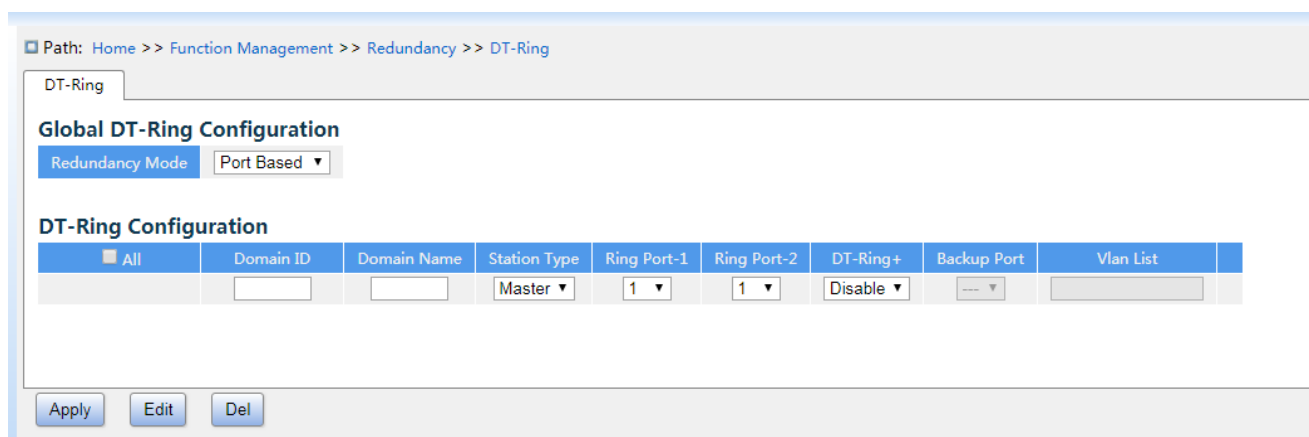 Path: Home >> Function Management >> Redundancy >> DT-Ring
DT-Ring
Global DT-Ring Configuration
Redundancy Mode Port Based
DT-Ring Configuration
All Domain ID Domain Name Station Type Ring Port-1 Ring Port-2 DT-Ring+ Backup Port Vlan List
Master 1 1 Disable ---
Apply Edit Del